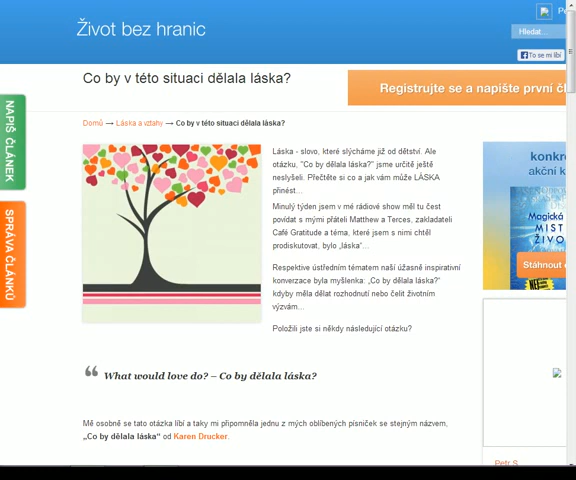 Život bez hranic
Hledat...
To se mi líbí
Co by v této situaci dělala láska?
Registrujte se a napište první
Domů → Láska a vztahy → Co by v této situaci dělala láska?
NAPIŠ ČLÁNEK
SPRÁVA ČLÁNKŮ
Láska - slovo, které slýcháme již od dětství. Ale
otázku, "Co by dělala láska?" jsme určitě ještě
neslyšeli. Přečtěte si co a jak vám může LÁSKA
přinést...
Minulý týden jsem v mé rádiové show měl tu čest
povídat s mými přáteli Matthew a Terces, zakladateli
Café Gratitude a téma, které jsem s nimi chtěl
prodiskutovat, bylo „láska“...
Respektive ústředním tématem naší úžasně inspirativní
konverzace byla myšlenka: „Co by dělala láska?“
kdyby měla dělat rozhodnutí nebo čelit životním
výzvám...
Položili jste si někdy následující otázku?
What would love do? – Co by dělala láska?
Mě osobně se tato otázka líbí a taky mi připomněla jednu z mých oblíbených písniček se stejným názvem,
„Co by dělala láska“ od Karen Drucker.
akční
Magická
MIST
ŽIVO
Stáhnout
Petr S